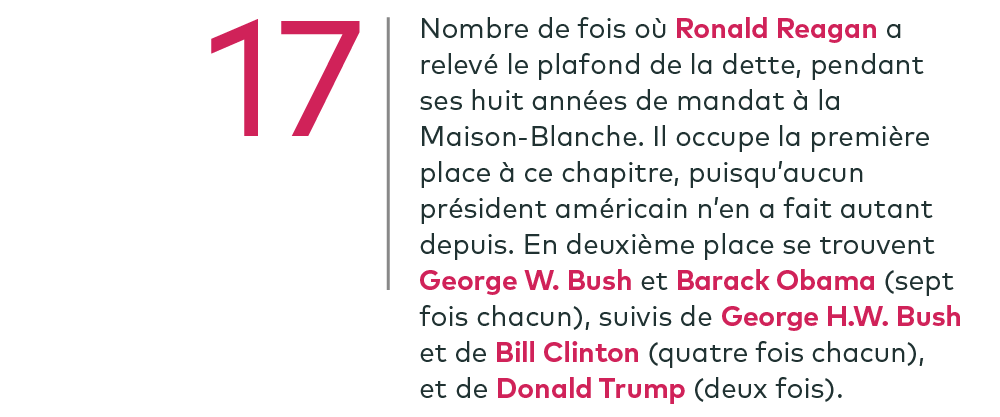 17
Nombre de fois où Ronald Reagan a
relevé le plafond de la dette, pendant
ses huit années de mandat à la
Maison-Blanche. Il occupe la première
place à ce chapitre, puisqu’aucun
président américain n’en a fait autant
depuis. En deuxième place se trouvent
George W. Bush et Barack Obama (sept
fois chacun), suivis de George H.W. Bush
et de Bill Clinton (quatre fois chacun),
et de Donald Trump (deux fois).